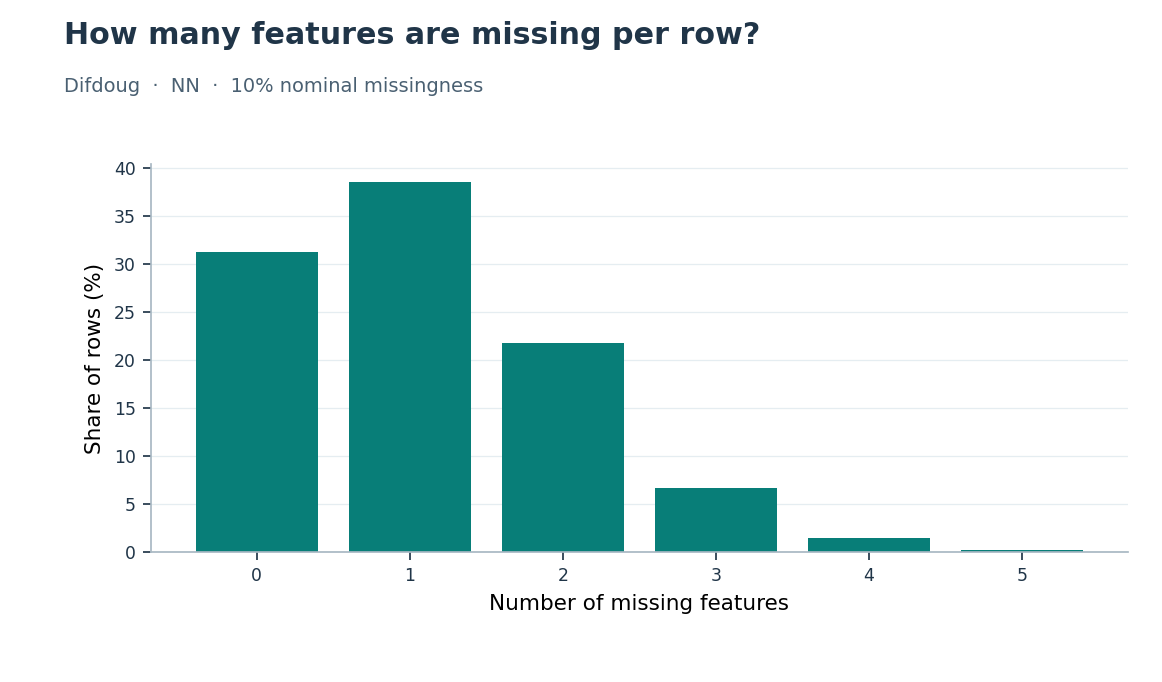 How many features are missing per row?
Difdoug · NN · 10% nominal missingness
40
35
30
25
20
15
10
5
0
Share of rows (%)
0 1 2 3 4 5
Number of missing features